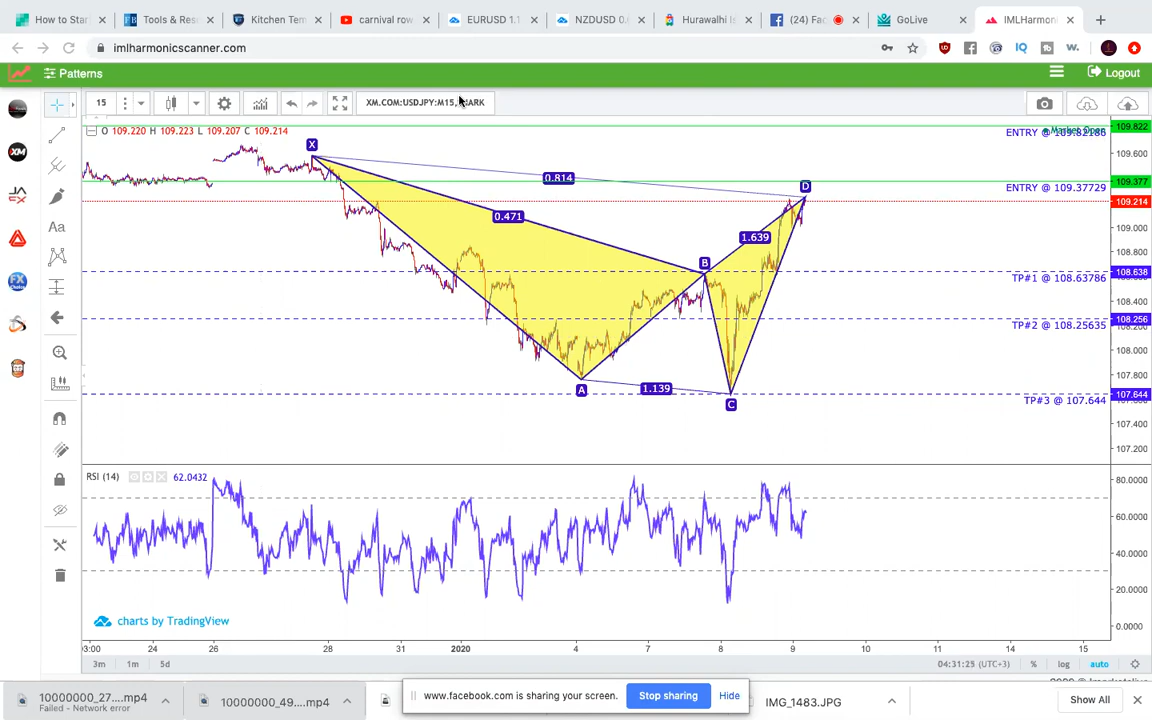 How to Star
Tools & Res
Kitchen Tem
carnival row
EURUSD 1.1
NZDUSD 0.
Hurawalhi Is
(24) Fac
GoLive
IMLHarmon
imlharmonicscanner.com
Patterns
Logout
15
XM.COM:USDJPY:M15,
O 109.220 H 109.223 L 109.207 C 109.214
ENTRY @ 109.82186
109.822
109.600
109.377
ENTRY @ 109.37729
109.214
109.000
108.800
108.638
TP#1 @ 108.63786
108.400
108.256
TP#2 @ 108.25635
108.000
107.800
107.644
TP#3 @ 107.644
107.400
107.200
X
0.814
D
0.471
1.639
B
A
1.139
C
RSI (14)
62.0432
80.0000
60.0000
40.0000
20.0000
0.0000
charts by TradingView
03:00
24
26
28
31
2020
4
7
8
9
10
11
14
15
3m
1m
5d
04:31:25 (UTC+3)
%
log
auto
10000000_27....mp4
Failed - Network error
10000000_49....mp4
www.facebook.com is sharing your screen.
Stop sharing
Hide
IMG_1483.JPG
Show All